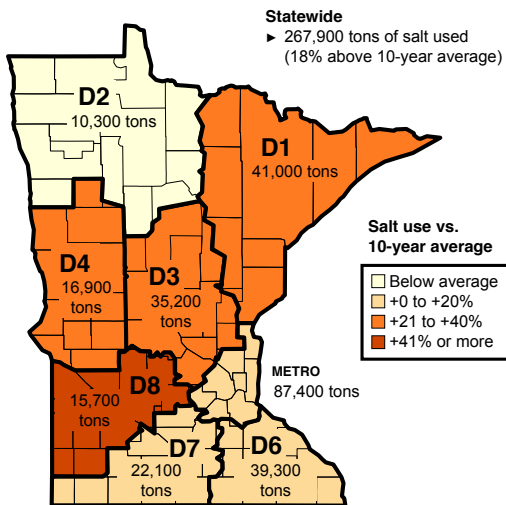 Statewide
► 267,900 tons of salt used
(18% above 10-year average)
D2
10,300 tons
D1
41,000 tons
Salt use vs.
10-year average
Below average
+0 to +20%
+21 to +40%
+41% or more
D4
16,900
tons
D3
35,200
tons
METRO
87,400 tons
D8
15,700
tons
D7
22,100
tons
D6
39,300
tons